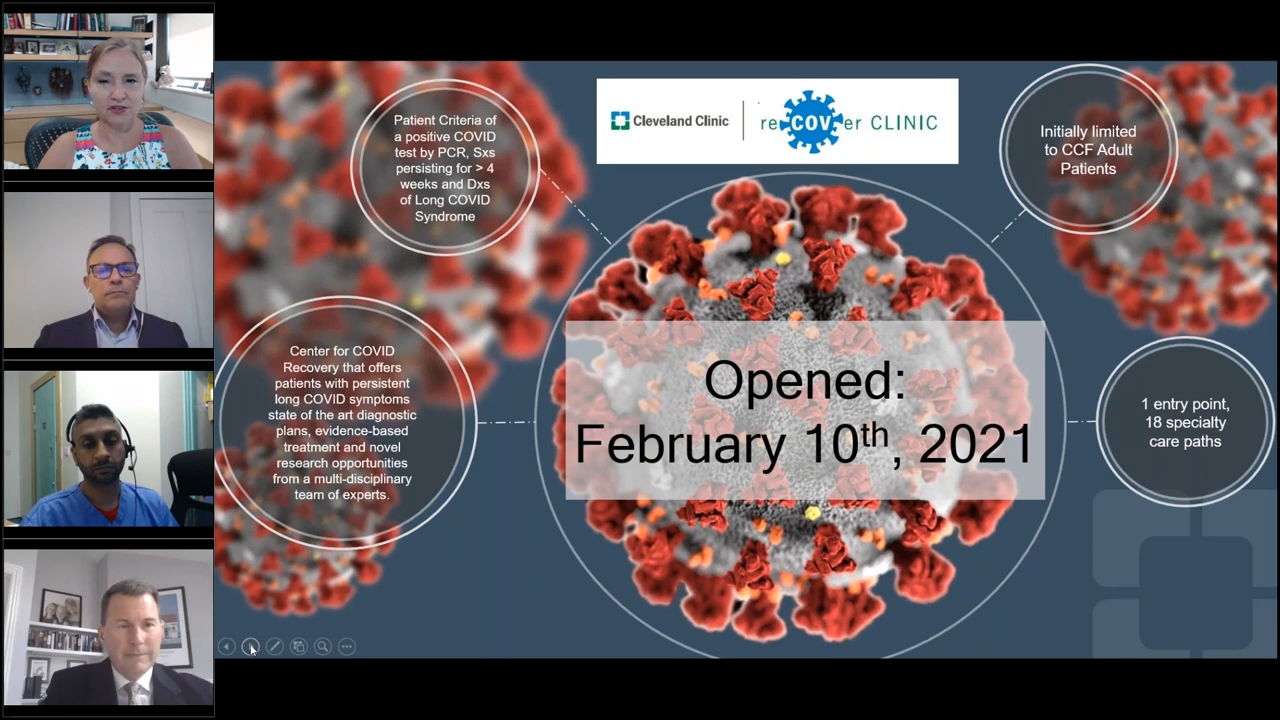 Patient Criteria of
a positive COVID
test by PCR, Sxs
persisting for > 4
weeks and Dxs
of Long COVID
Syndrome
Cleveland Clinic
reCOVer CLINIC
Initially limited
to CCF Adult
Patients
Center for COVID
Recovery that offers
patients with persistent
long COVID symptoms
state of the art diagnostic
plans, evidence-based
treatment and novel
research opportunities
from a multi-disciplinary
team of experts.
Opened:
February 10th, 2021
1 entry point,
18 specialty
care paths